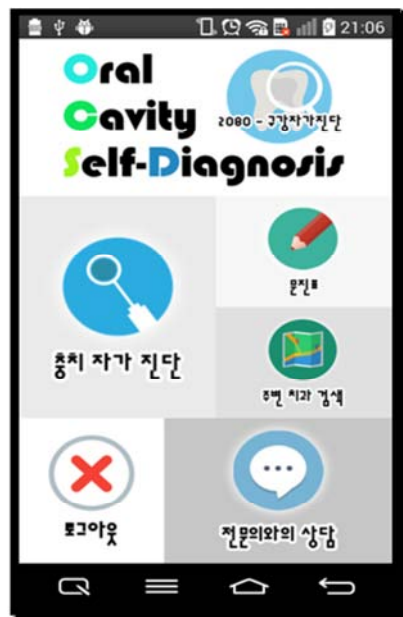 21:06
Oral
Cavity
2080 - 구강자가진단
Self-Diagnosis
문진표
충치 자가 진단
주변 치과 검색
로그아웃
전문의와의 상담